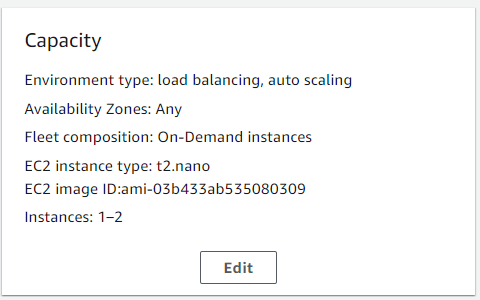 Capacity
Environment type: load balancing, auto scaling
Availability Zones: Any
Fleet composition: On-Demand instances
EC2 instance type: t2.nano
EC2 image ID:ami-03b433ab535080309
Instances: 1–2
Edit